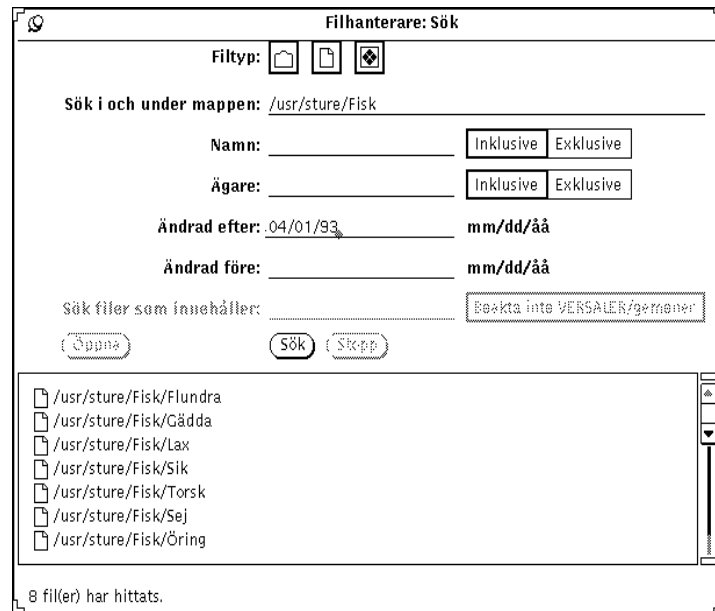 Filhanterare: Sök
Filtyp:
Sök i och under mappen: /usr/sture/Fisk
Namn: Inklusive Exklusive
Ägare: Inklusive Exklusive
Ändrad efter: 04/01/93 mm/dd/åå
Ändrad före: mm/dd/åå
Sök filer som innehåller: Beakta inte VERSALER/gemener
Öppna Sök Stopp
/usr/sture/Fisk/Flundra
/usr/sture/Fisk/Gädda
/usr/sture/Fisk/Lax
/usr/sture/Fisk/Sik
/usr/sture/Fisk/Torsk
/usr/sture/Fisk/Sej
/usr/sture/Fisk/Öring
8 fil(er) har hittats.